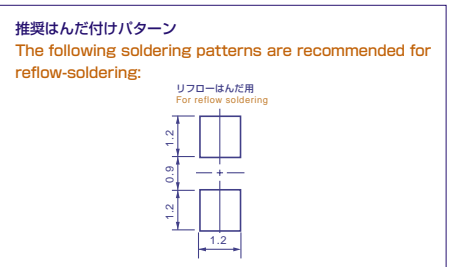 推奨はんだ付けパターン
The following soldering patterns are recommended for
reflow-soldering:
リフローはんだ用
For reflow soldering
1.2
0.9
1.2
1.2